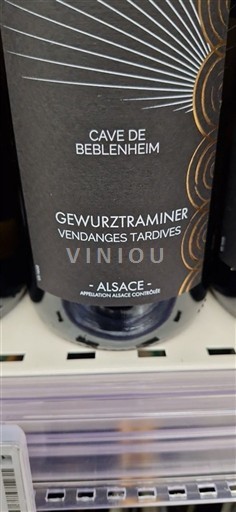 CAVE DE
BEBLENHEIM
GEWURZTRAMINER
VENDANGES TARDIVES
VINIOU
- ALSACE -
APPELLATION ALSACE CONTRÔLÉE